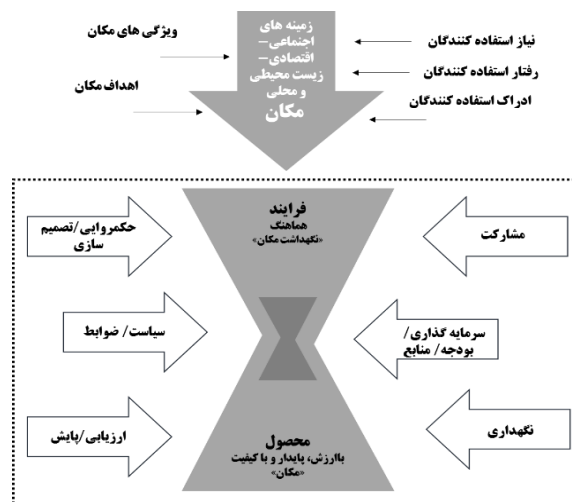 زمینه های
اجتماعی–
اقتصادی–
زیست محیطی
و محلی
مکان
نیاز استفاده کنندگان
رفتار استفاده کنندگان
ادراک استفاده کنندگان
ویژگی های مکان
اهداف مکان
فرایند
هماهنگ
«نگهداشت مکان»
مشارکت
حکمروایی/تصمیم
سازی
سرمایه گذاری/
بودجه/ منابع
سیاست/ ضوابط
نگهداری
ارزیابی/پایش
محصول
باارزش، پایدار و با کیفیت
«مکان»